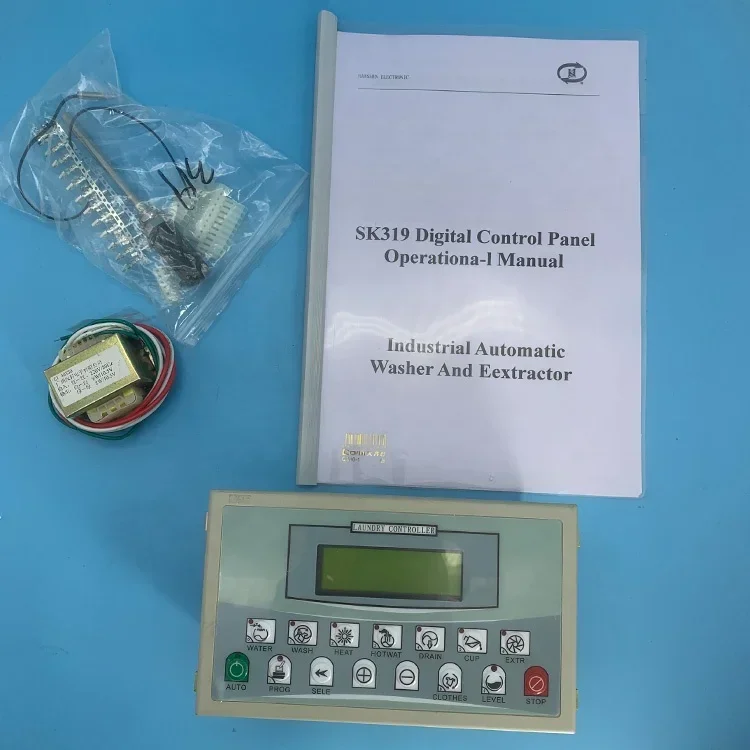 SK319 Digital Control Panel
Operationa-l Manual
Industrial Automatic
Washer And Eextractor
LAUNDRY CONTROLLER
WATER
WASH
HEAT
HOTWAT
DRAIN
CUP
EXTR
AUTO
PROG
SELE
CLOTHES
LEVEL
STOP